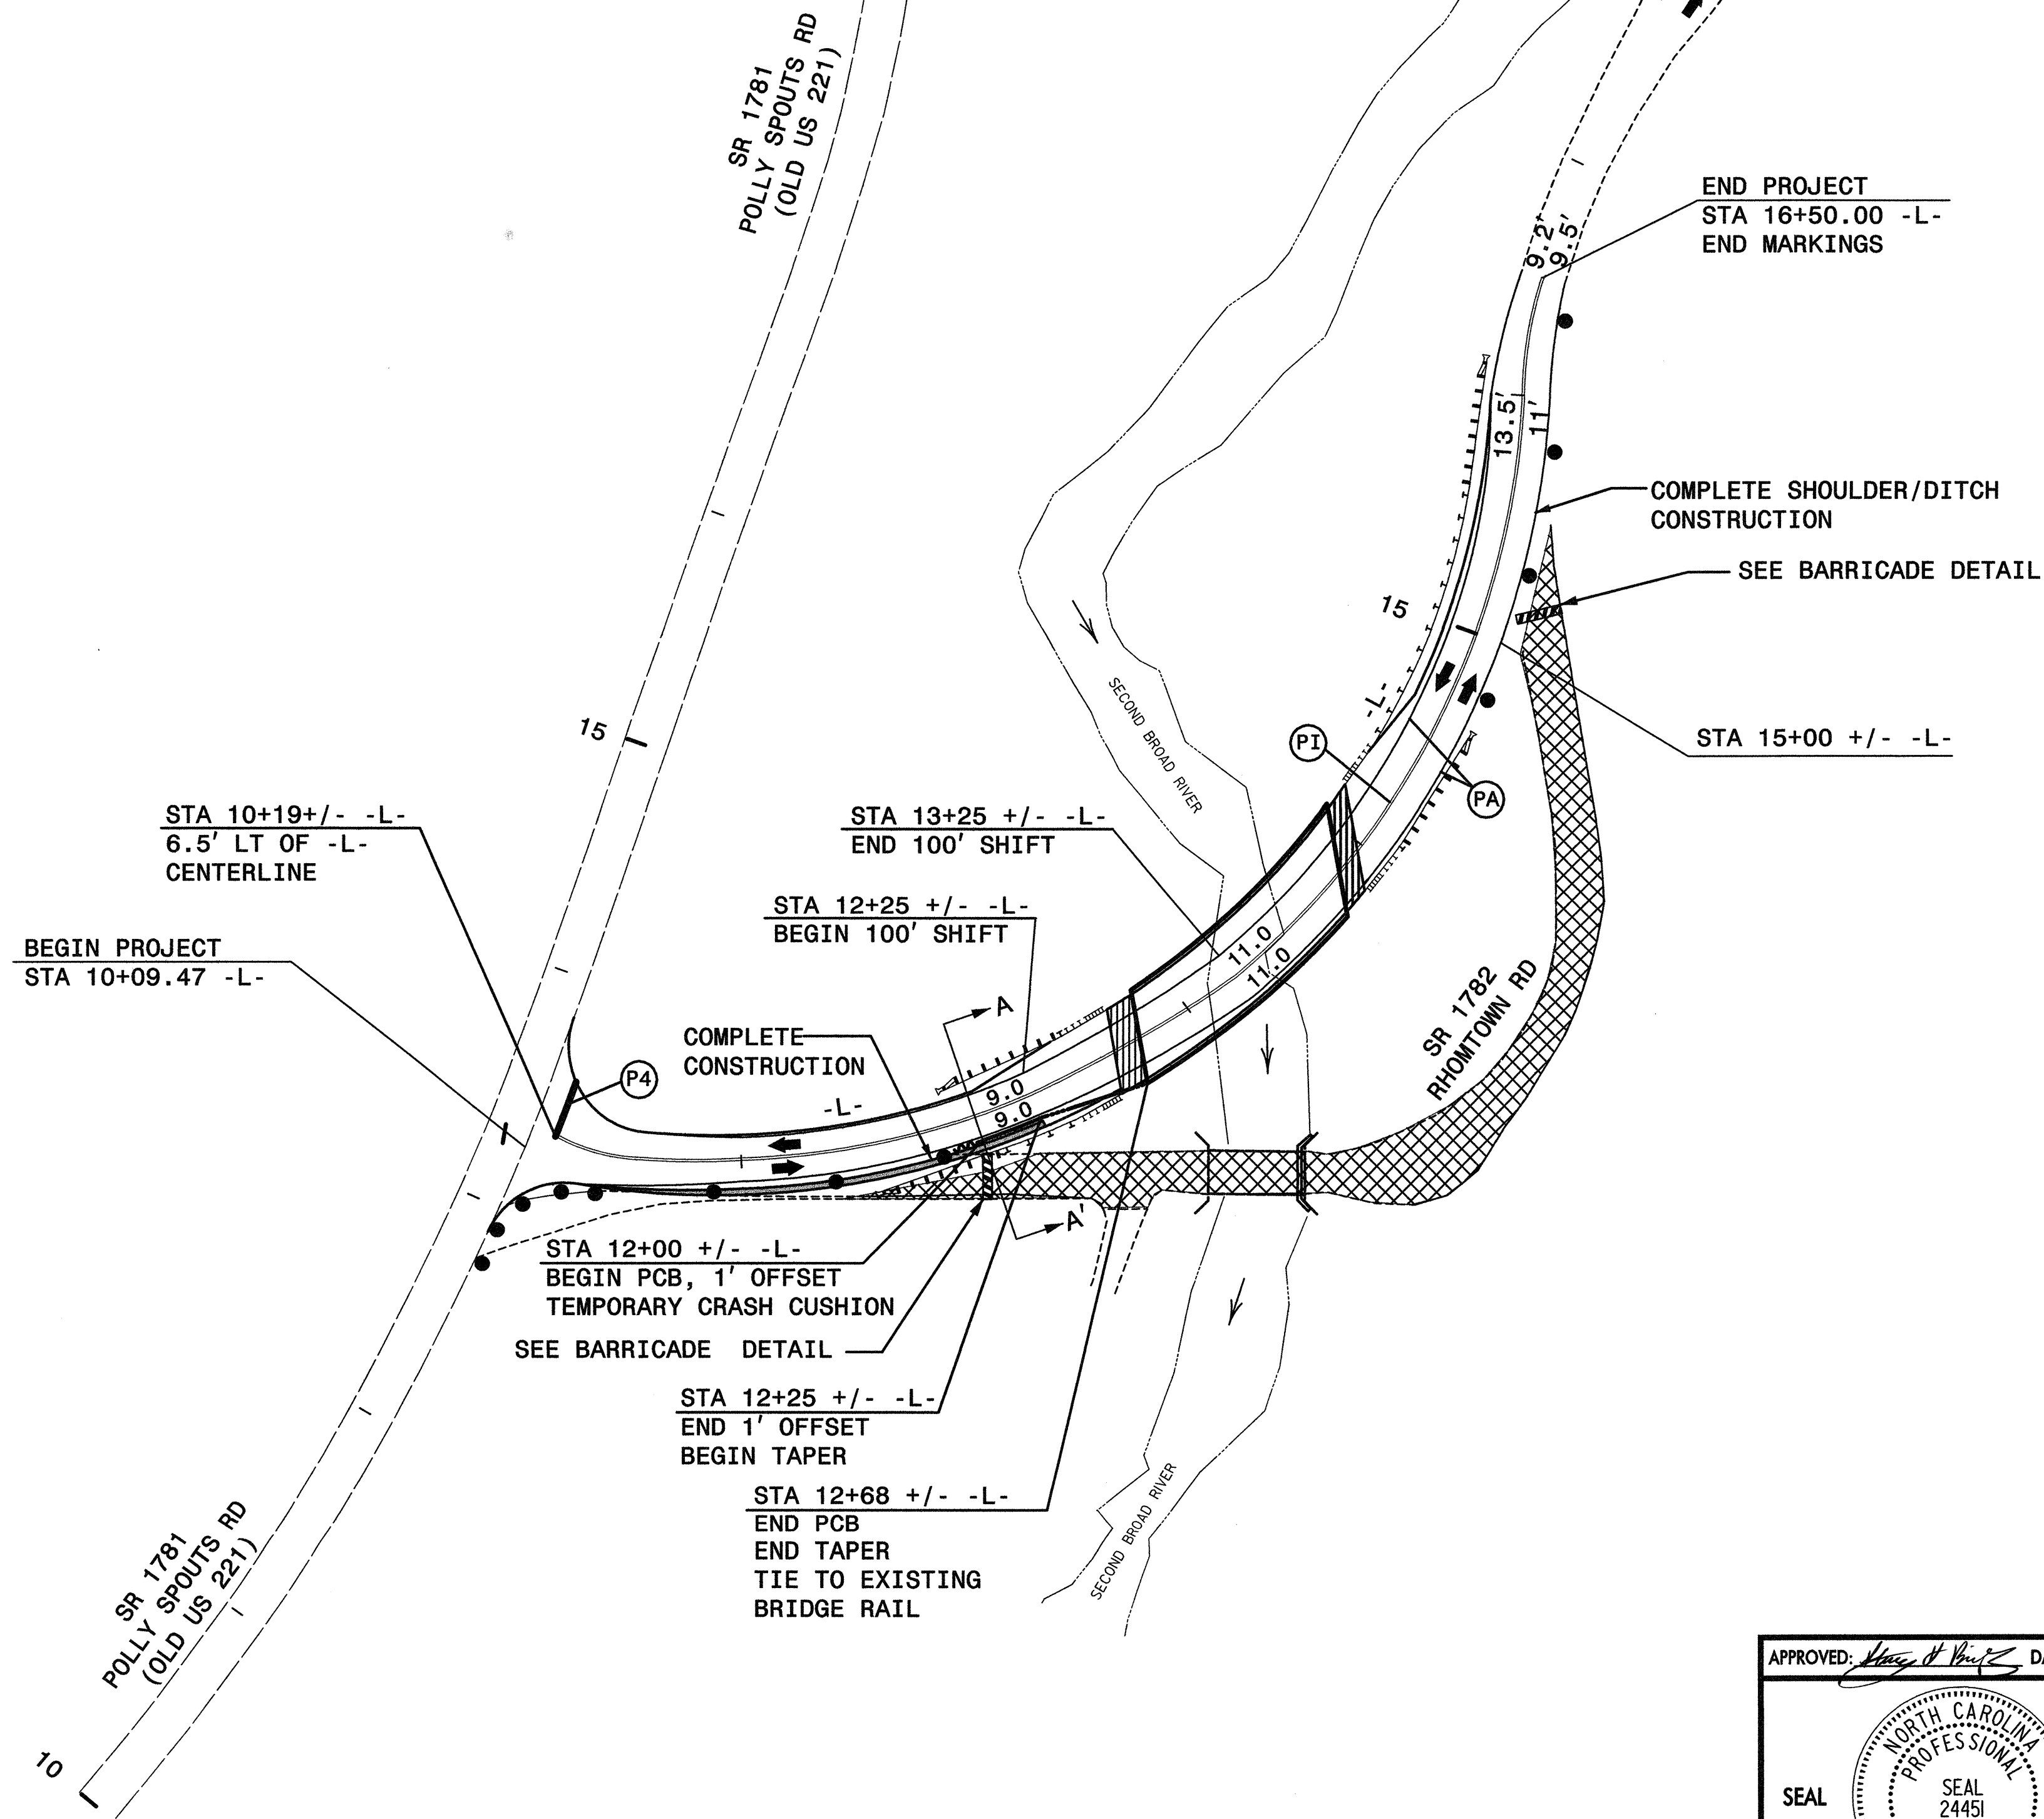 SR 1781
POLLY SPOUTS RD
(OLD US 221)
END PROJECT
STA 16+50.00 -L-
END MARKINGS
9.2'
9.5'
13.5'
11'
COMPLETE SHOULDER/DITCH
CONSTRUCTION
SEE BARRICADE DETAIL
15
-L-
SECOND BROAD RIVER
PI
PA
STA 15+00 +/- -L-
15
STA 10+19+/- -L-
6.5' LT OF -L-
CENTERLINE
STA 13+25 +/- -L-
END 100' SHIFT
STA 12+25 +/- -L-
BEGIN 100' SHIFT
BEGIN PROJECT
STA 10+09.47 -L-
11.0
11.0
SR 1782
RHOMTOWN RD
A
COMPLETE
CONSTRUCTION
P4
-L-
9.0
9.0
A'
STA 12+00 +/- -L-
BEGIN PCB, 1' OFFSET
TEMPORARY CRASH CUSHION
SEE BARRICADE DETAIL
STA 12+25 +/- -L-
END 1' OFFSET
BEGIN TAPER
STA 12+68 +/- -L-
END PCB
END TAPER
TIE TO EXISTING
BRIDGE RAIL
SECOND BROAD RIVER
SR 1781
POLLY SPOUTS RD
(OLD US 221)
10
APPROVED:
SEAL
NORTH CAROLINA
PROFESSIONAL
SEAL
24451